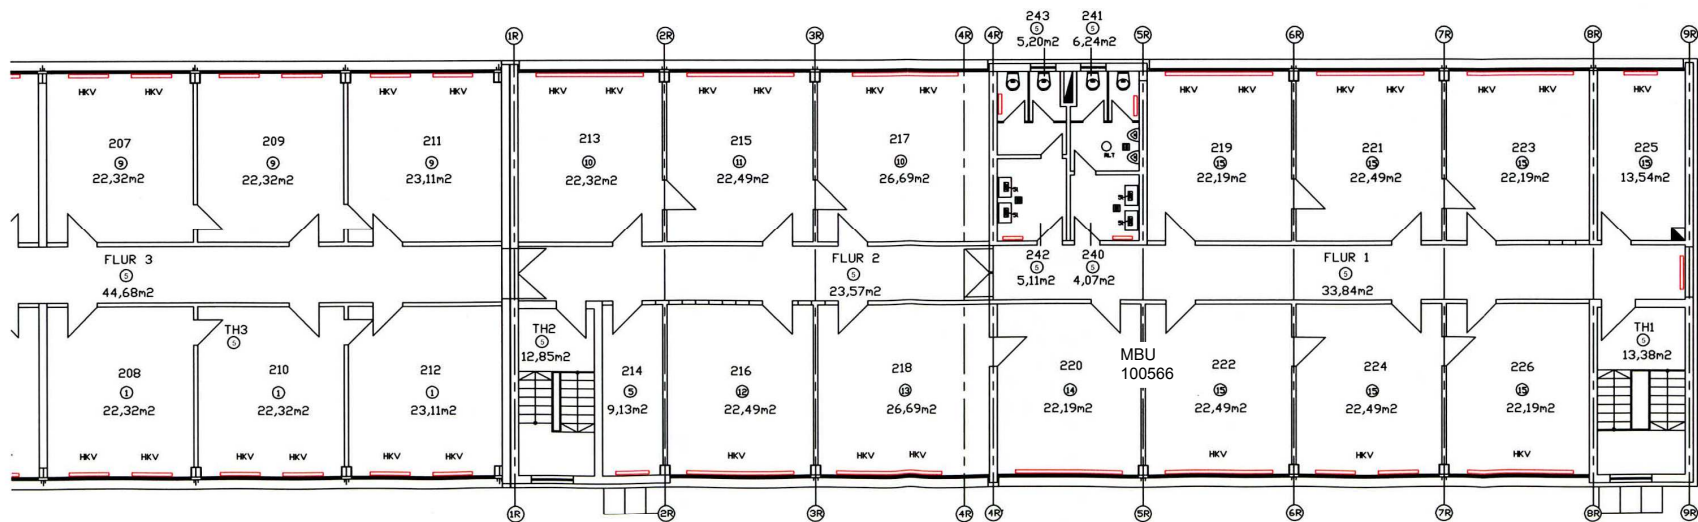 243
⑤
5,20m2
241
⑤
6,24m2
1R
2R
3R
4R
4R'
5R
6R
7R
8R
9R
HKV HKV
HKV HKV
HKV HKV
HKV HKV
HKV HKV
HKV HKV
HKV HKV
HKV HKV
HKV HKV
HKV
207
⑨
22,32m2
209
⑨
22,32m2
211
⑨
23,11m2
213
⑩
22,32m2
215
⑪
22,49m2
217
⑩
26,69m2
RLT
219
⑮
22,19m2
221
⑮
22,49m2
223
⑮
22,19m2
225
⑮
13,54m2
FLUR 3
⑤
44,68m2
FLUR 2
⑤
23,57m2
242
⑤
5,11m2
240
⑤
4,07m2
FLUR 1
⑤
33,84m2
TH3
⑤
TH2
⑤
12,85m2
TH1
⑤
13,38m2
MBU
100566
208
①
22,32m2
210
①
22,32m2
212
①
23,11m2
214
⑤
9,13m2
216
⑫
22,49m2
218
⑬
26,69m2
220
⑭
22,19m2
222
⑮
22,49m2
224
⑮
22,49m2
226
⑮
22,19m2
HKV HKV
HKV HKV
HKV HKV
HKV
HKV HKV
HKV
HKV HKV
HKV
1R
2R
3R
4R
4R'
5R
6R
7R
8R
9R